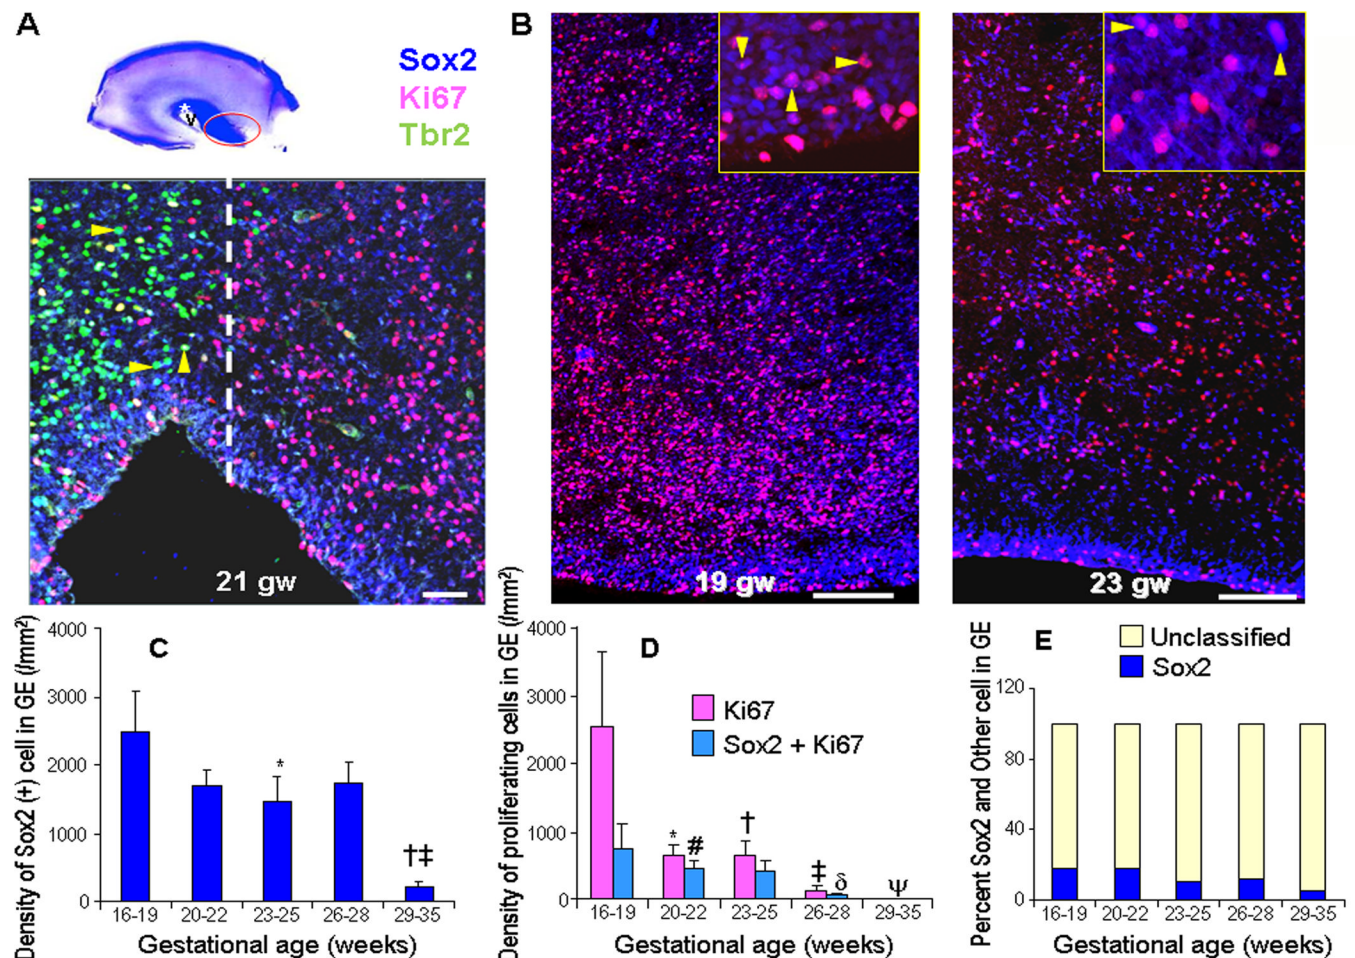 A
Sox2
Ki67
Tbr2
*
v
21 gw
B
19 gw
23 gw
C
Density of Sox2 (+) cell in GE (/mm²)
4000
3000
2000
1000
0
*
†‡
16-19 20-22 23-25 26-28 29-35
Gestational age (weeks)
D
Density of proliferating cells in GE (/mm²)
4000
3000
2000
1000
0
Ki67
Sox2 + Ki67
* # † ‡ δ ψ
16-19 20-22 23-25 26-28 29-35
Gestational age (weeks)
E
Unclassified
Sox2
Percent Sox2 and Other cell in GE
120
80
40
0
16-19 20-22 23-25 26-28 29-35
Gestational age (weeks)